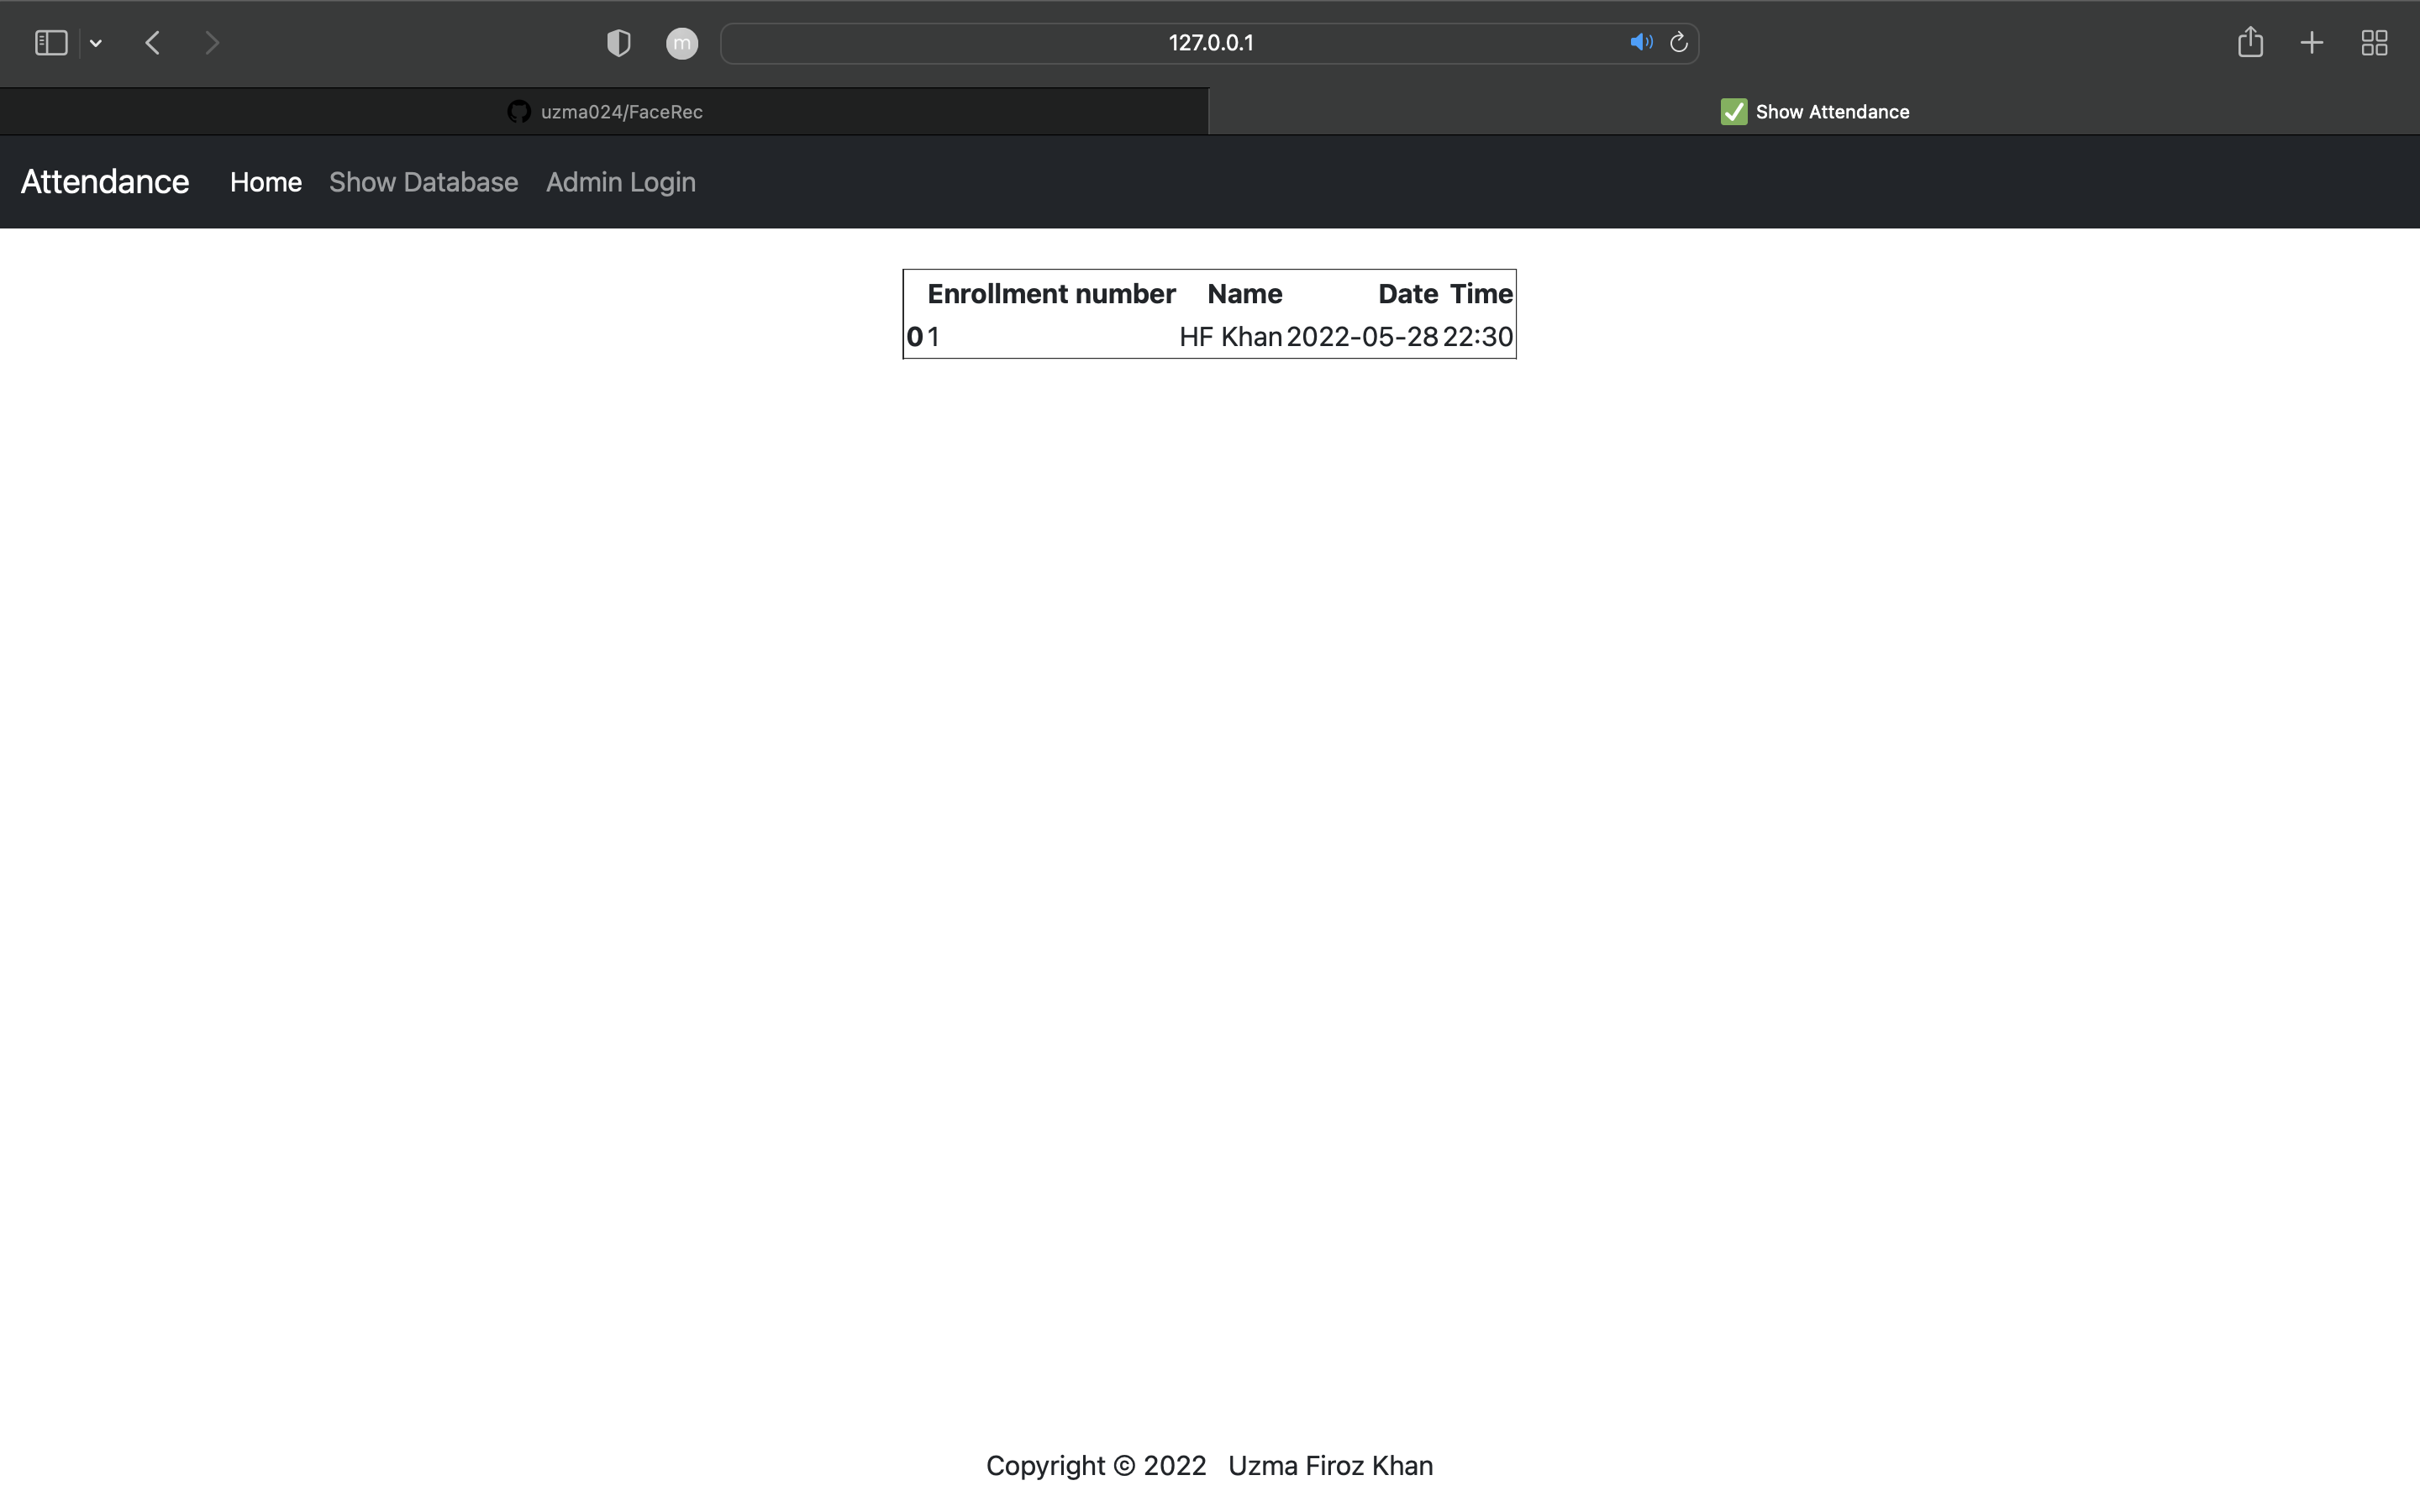 m
127.0.0.1
uzma024/FaceRec
✅ Show Attendance
Attendance Home Show Database Admin Login
Enrollment number Name Date Time
0 1 HF Khan 2022-05-28 22:30
Copyright © 2022 Uzma Firoz Khan